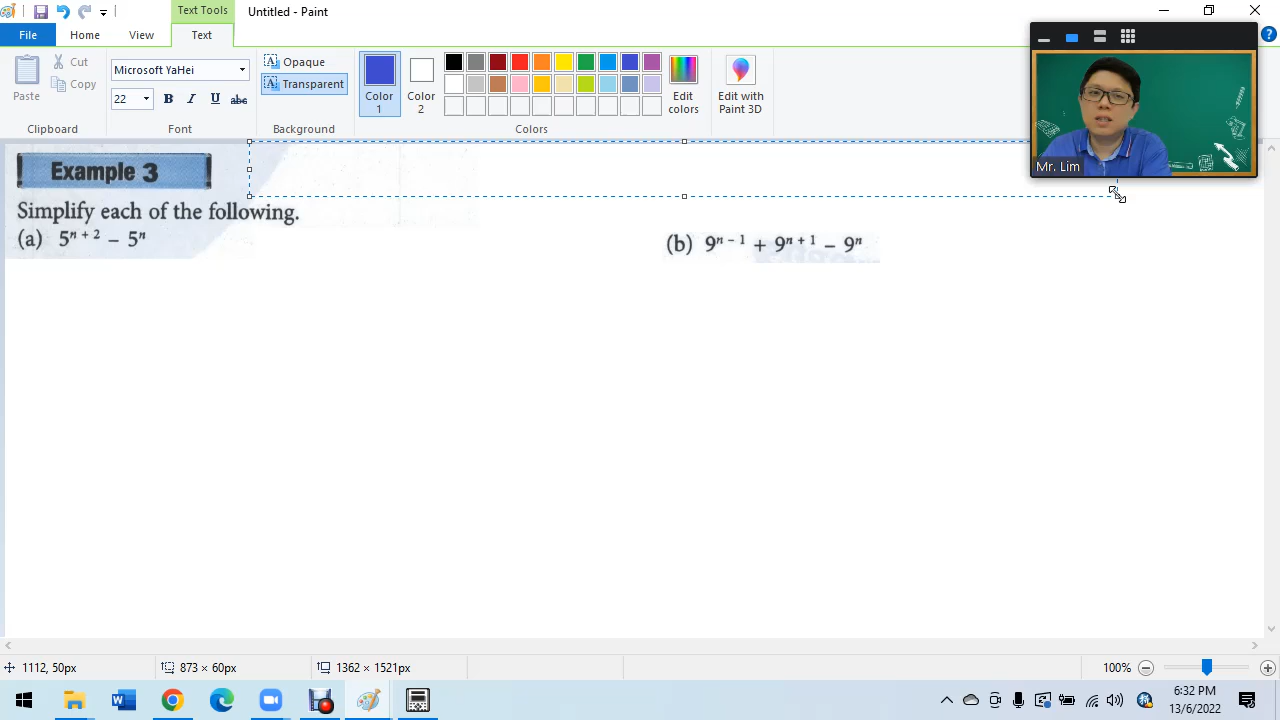 Text Tools
Untitled - Paint
File
Home
View
Text
Paste
Cut
Copy
Clipboard
Microsoft YaHei
22
B I U abc
Font
Opaque
Transparent
Background
Color 1
Color 2
Colors
Edit colors
Edit with Paint 3D
Mr. Lim
Example 3
Simplify each of the following.
(a) 5ⁿ ⁺ ² – 5ⁿ
(b) 9ⁿ ⁻ ¹ + 9ⁿ ⁺ ¹ – 9ⁿ
1112, 50px
873 × 60px
1362 × 1521px
100%
6:32 PM
13/6/2022